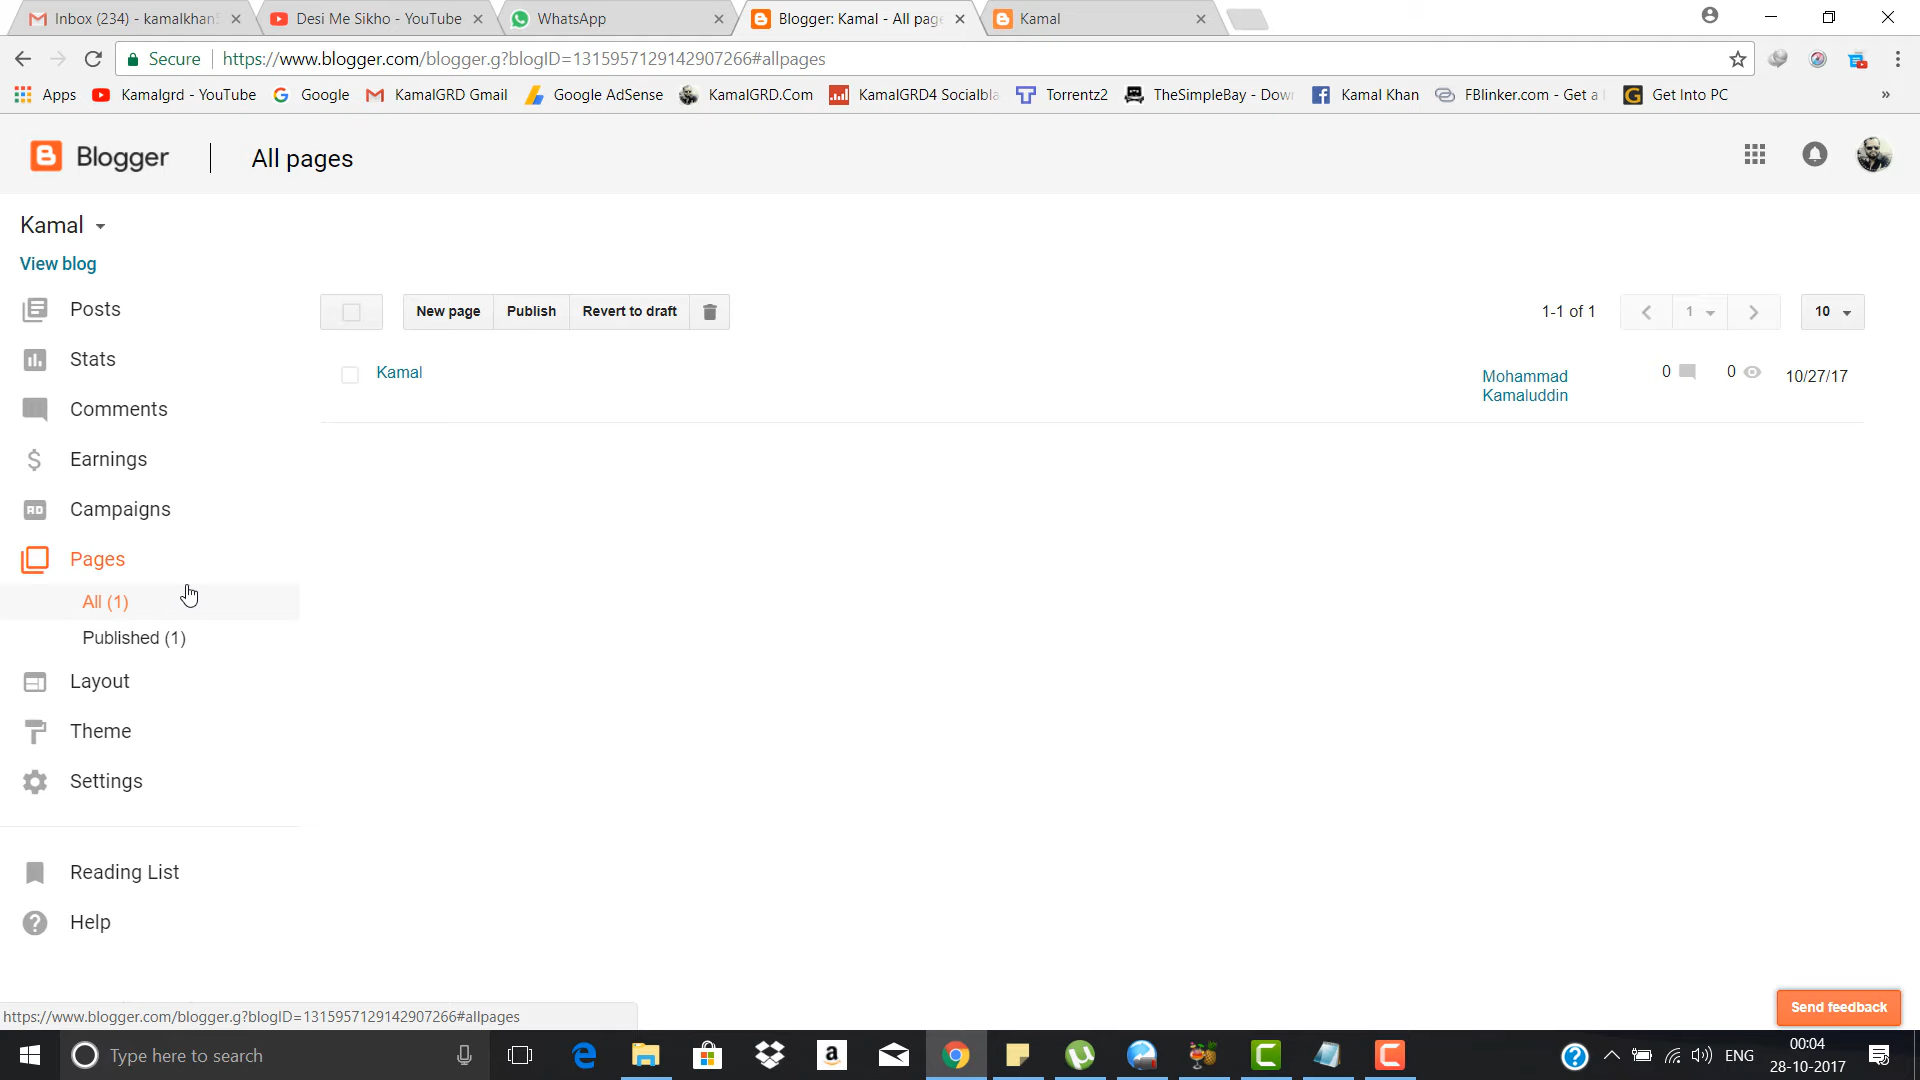 Inbox (234) - kamalkhan
Desi Me Sikho - YouTube
WhatsApp
Blogger: Kamal - All page
Kamal
Secure
https://www.blogger.com/blogger.g?blogID=1315957129142907266#allpages
Apps
Kamalgrd - YouTube
Google
KamalGRD Gmail
Google AdSense
KamalGRD.Com
KamalGRD4 Socialbla
Torrentz2
TheSimpleBay - Dow
Kamal Khan
FBlinker.com - Get a
Get Into PC
»
Blogger
All pages
Kamal
View blog
Posts
Stats
Comments
Earnings
Campaigns
Pages
All (1)
Published (1)
Layout
Theme
Settings
Reading List
Help
New page
Publish
Revert to draft
1-1 of 1
1
10
Kamal
Mohammad
Kamaluddin
0
0
10/27/17
Send feedback
https://www.blogger.com/blogger.g?blogID=1315957129142907266#allpages
Type here to search
ENG
00:04
28-10-2017